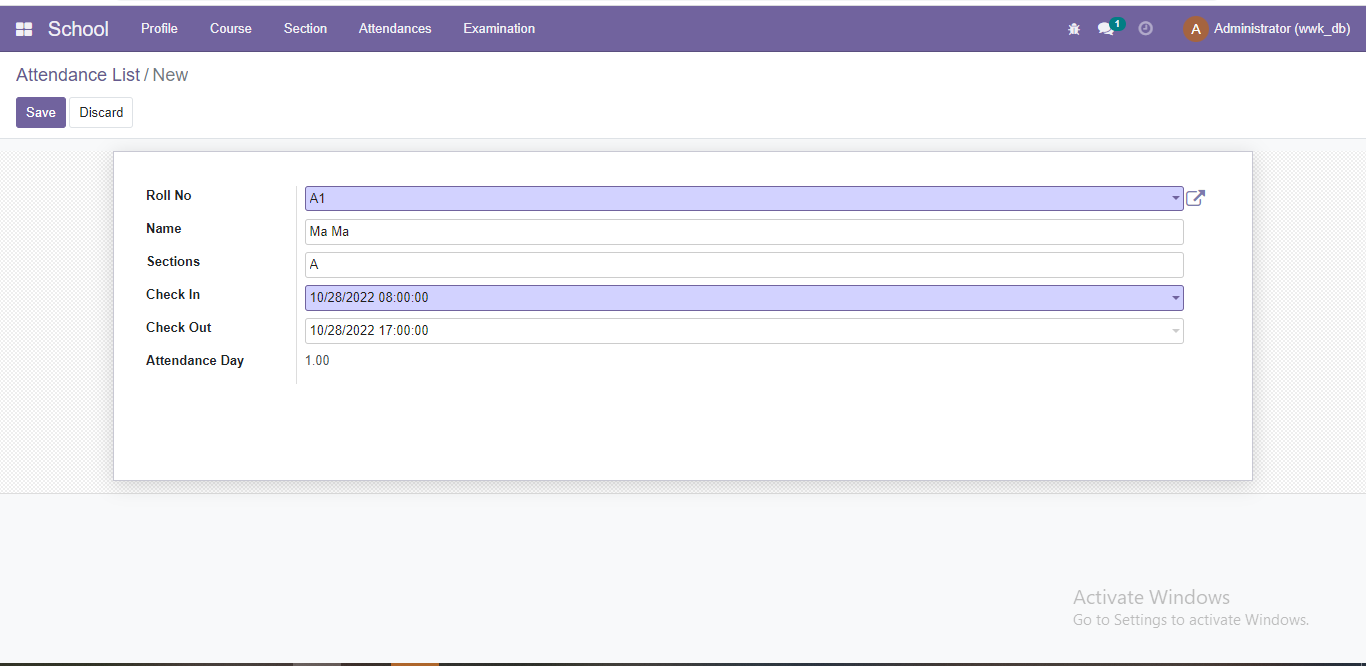 School Profile Course Section Attendances Examination 1 A Administrator (wwk_db)
Attendance List / New
Save Discard
Roll No A1
Name Ma Ma
Sections A
Check In 10/28/2022 08:00:00
Check Out 10/28/2022 17:00:00
Attendance Day 1.00
Activate Windows
Go to Settings to activate Windows.